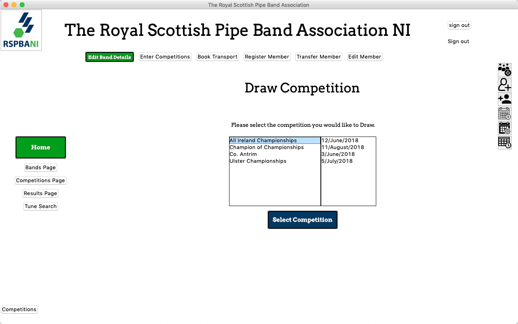 The Royal Scottish Pipe Band Association
RSPBANI
The Royal Scottish Pipe Band Association NI
sign out
Sign out
Edit Band Details
Enter Competitions
Book Transport
Register Member
Transfer Member
Edit Member
Draw Competition
Please select the competition you would like to Draw.
All Ireland Championships 12/June/2018
Champion of Championships 11/August/2018
Co. Antrim 3/June/2018
Ulster Championships 5/July/2018
Select Competition
Home
Bands Page
Competitions Page
Results Page
Tune Search
Competitions